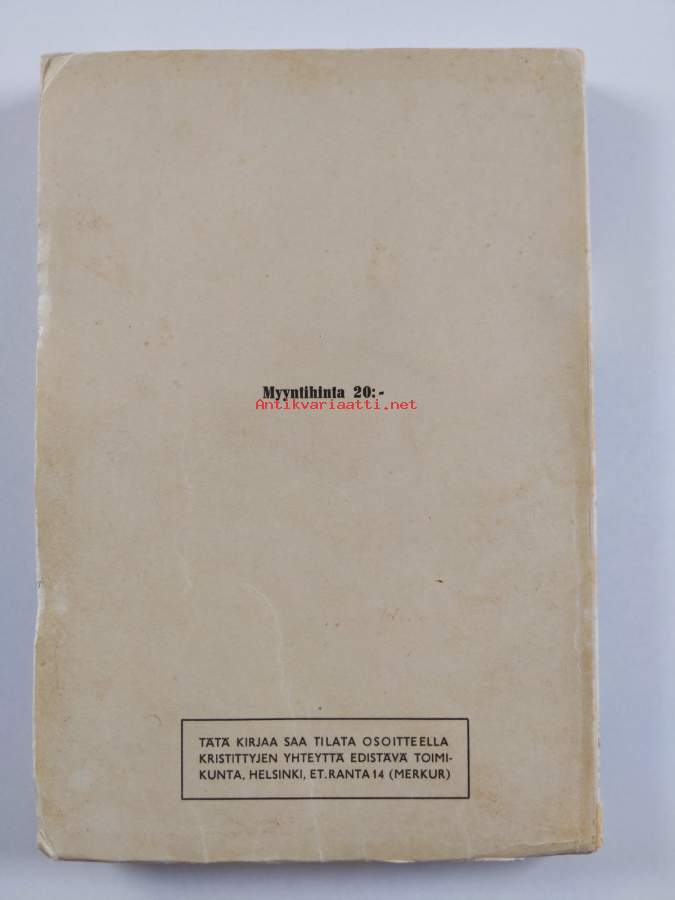 Myyntihinta 20:-
Antikvariaatti.net
TÄTÄ KIRJAA SAA TILATA OSOITTEELLA
KRISTITTYJEN YHTEYTTÄ EDISTÄVÄ TOIMI-
KUNTA, HELSINKI, ET. RANTA 14 (MERKUR)